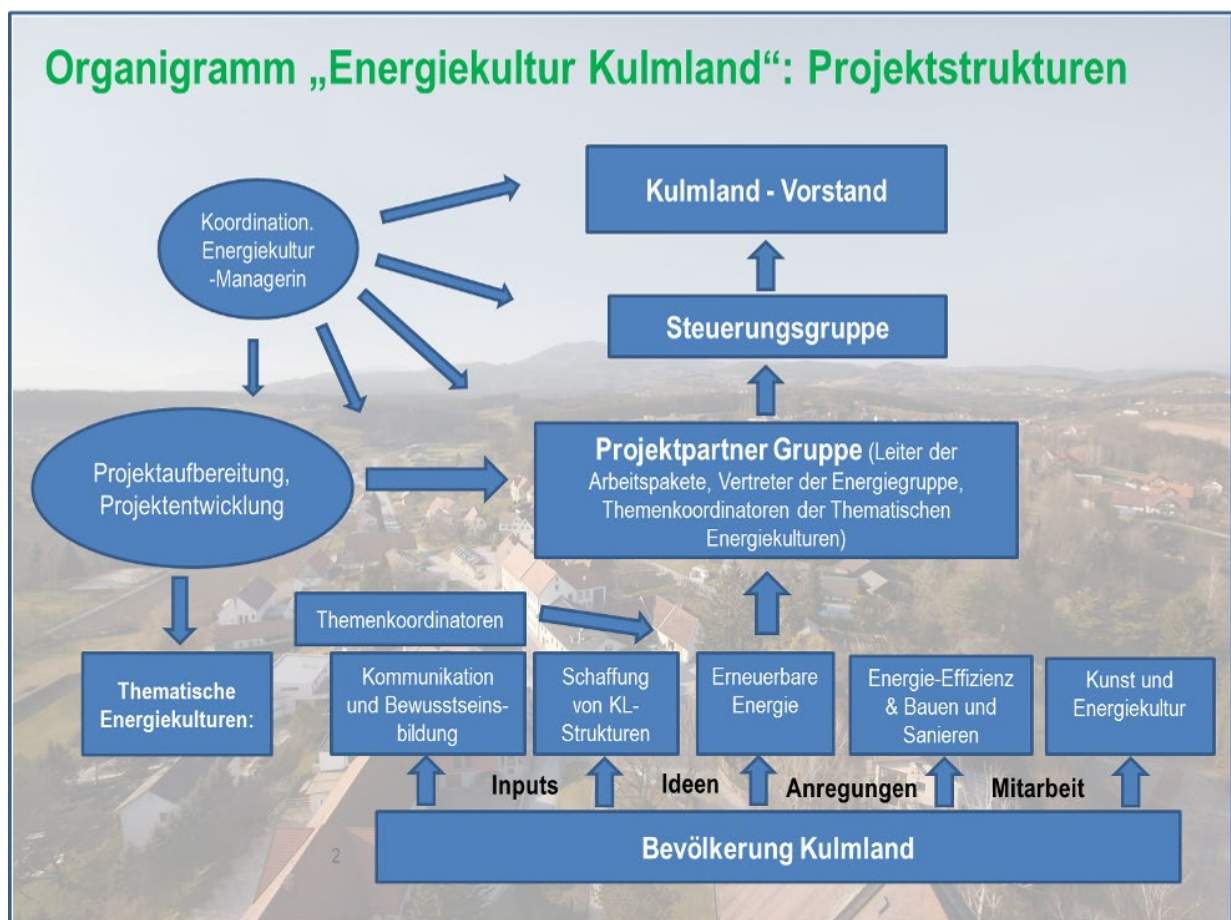 Organigramm „Energiekultur Kulmland“: Projektstrukturen
Kulmland - Vorstand
Koordination.
Energiekultur
-Managerin
Steuerungsgruppe
Projektaufbereitung,
Projektentwicklung
Projektpartner Gruppe (Leiter der
Arbeitspakete, Vertreter der Energiegruppe,
Themenkoordinatoren der Thematischen
Energiekulturen)
Themenkoordinatoren
Thematische
Energiekulturen:
Kommunikation
und Bewusstseins-
bildung
Schaffung
von KL-
Strukturen
Erneuerbare
Energie
Energie-Effizienz
& Bauen und
Sanieren
Kunst und
Energiekultur
Inputs
Ideen
Anregungen
Mitarbeit
Bevölkerung Kulmland
2